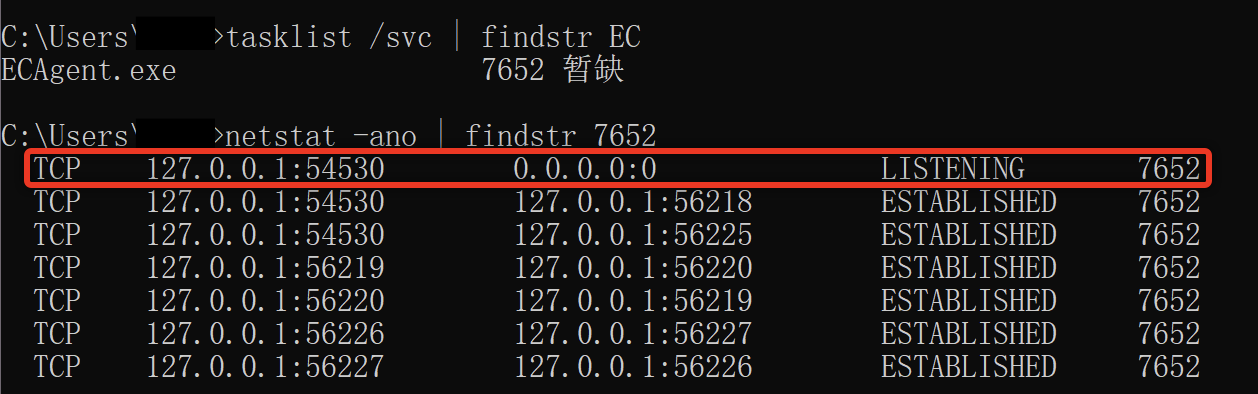 C:\Users\ >tasklist /svc | findstr EC
ECAgent.exe 7652 暂缺
C:\Users\ >netstat -ano | findstr 7652
TCP 127.0.0.1:54530 0.0.0.0:0 LISTENING 7652
TCP 127.0.0.1:54530 127.0.0.1:56218 ESTABLISHED 7652
TCP 127.0.0.1:54530 127.0.0.1:56225 ESTABLISHED 7652
TCP 127.0.0.1:56219 127.0.0.1:56220 ESTABLISHED 7652
TCP 127.0.0.1:56220 127.0.0.1:56219 ESTABLISHED 7652
TCP 127.0.0.1:56226 127.0.0.1:56227 ESTABLISHED 7652
TCP 127.0.0.1:56227 127.0.0.1:56226 ESTABLISHED 7652